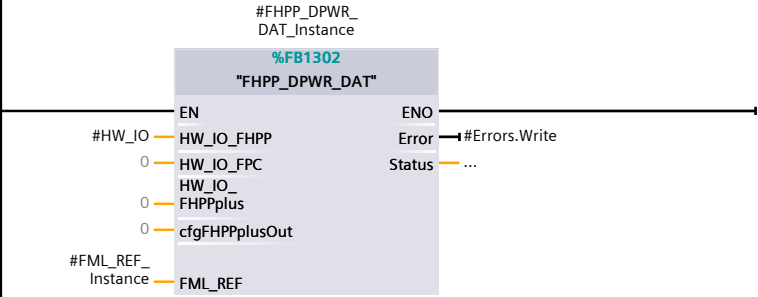 #FHPP_DPWR_
DAT_Instance
%FB1302
"FHPP_DPWR_DAT"
EN
ENO
#HW_IO
HW_IO_FHPP
Error
#Errors.Write
0
HW_IO_FPC
Status
...
HW_IO_
0
FHPPplus
0
cfgFHPPplusOut
#FML_REF_
Instance
FML_REF